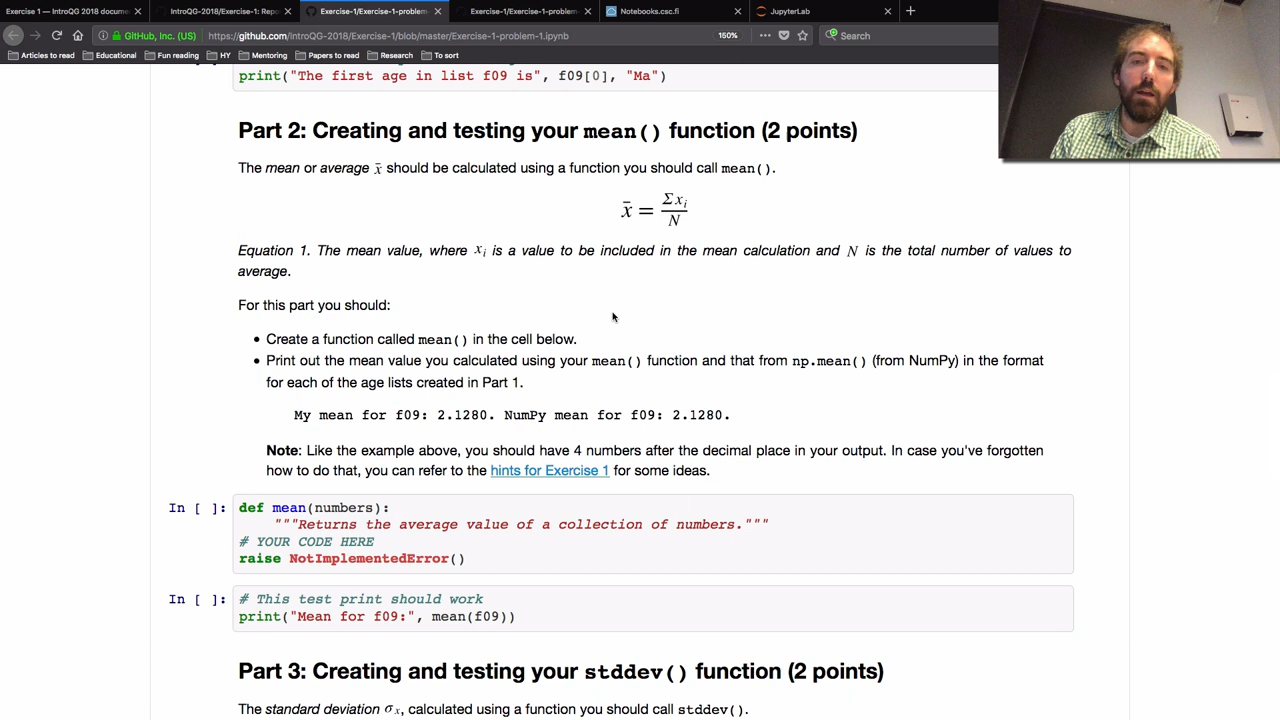 Exercise 1 — IntroQG 2018 docume
IntroQG-2018/Exercise-1: Repo
Exercise-1/Exercise-1-problem-
Exercise-1/Exercise-1-problem-
Notebooks.csc.fi
JupyterLab
GitHub, Inc. (US)
https://github.com/IntroQG-2018/Exercise-1/blob/master/Exercise-1-problem-1.ipynb
150%
Search
Articles to read
Educational
Fun reading
HY
Mentoring
Papers to read
Research
To sort
print("The first age in list f09 is", f09[0], "Ma")
Part 2: Creating and testing your mean() function (2 points)
The mean or average x̄ should be calculated using a function you should call mean().
x̄ = Σxᵢ / N
Equation 1. The mean value, where xᵢ is a value to be included in the mean calculation and N is the total number of values to
average.
For this part you should:
• Create a function called mean() in the cell below.
• Print out the mean value you calculated using your mean() function and that from np.mean() (from NumPy) in the format
for each of the age lists created in Part 1.
My mean for f09: 2.1280. NumPy mean for f09: 2.1280.
Note: Like the example above, you should have 4 numbers after the decimal place in your output. In case you've forgotten
how to do that, you can refer to the hints for Exercise 1 for some ideas.
In [ ]: def mean(numbers):
"""Returns the average value of a collection of numbers."""
# YOUR CODE HERE
raise NotImplementedError()
In [ ]: # This test print should work
print("Mean for f09:", mean(f09))
Part 3: Creating and testing your stddev() function (2 points)
The standard deviation σₓ, calculated using a function you should call stddev().